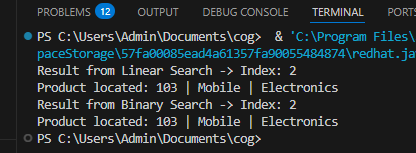 PROBLEMS 12 OUTPUT DEBUG CONSOLE TERMINAL
PS C:\Users\Admin\Documents\cog> & 'C:\Program Files\
paceStorage\57fa00085ead4a61357fa90055484874\redhat.ja
Result from Linear Search -> Index: 2
Product located: 103 | Mobile | Electronics
Result from Binary Search -> Index: 2
Product located: 103 | Mobile | Electronics
PS C:\Users\Admin\Documents\cog>